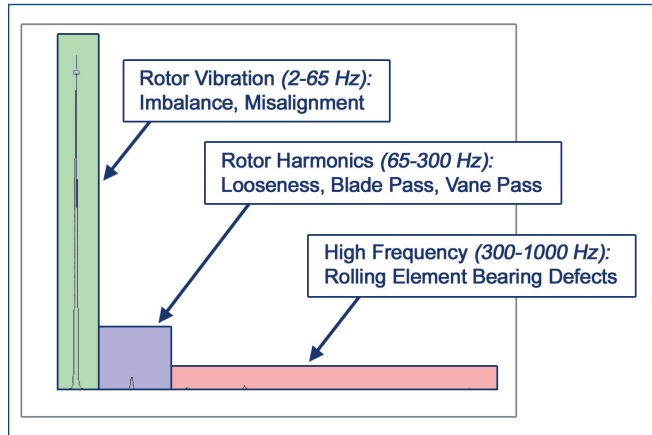 Rotor Vibration (2-65 Hz):
Imbalance, Misalignment
Rotor Harmonics (65-300 Hz):
Looseness, Blade Pass, Vane Pass
High Frequency (300-1000 Hz):
Rolling Element Bearing Defects